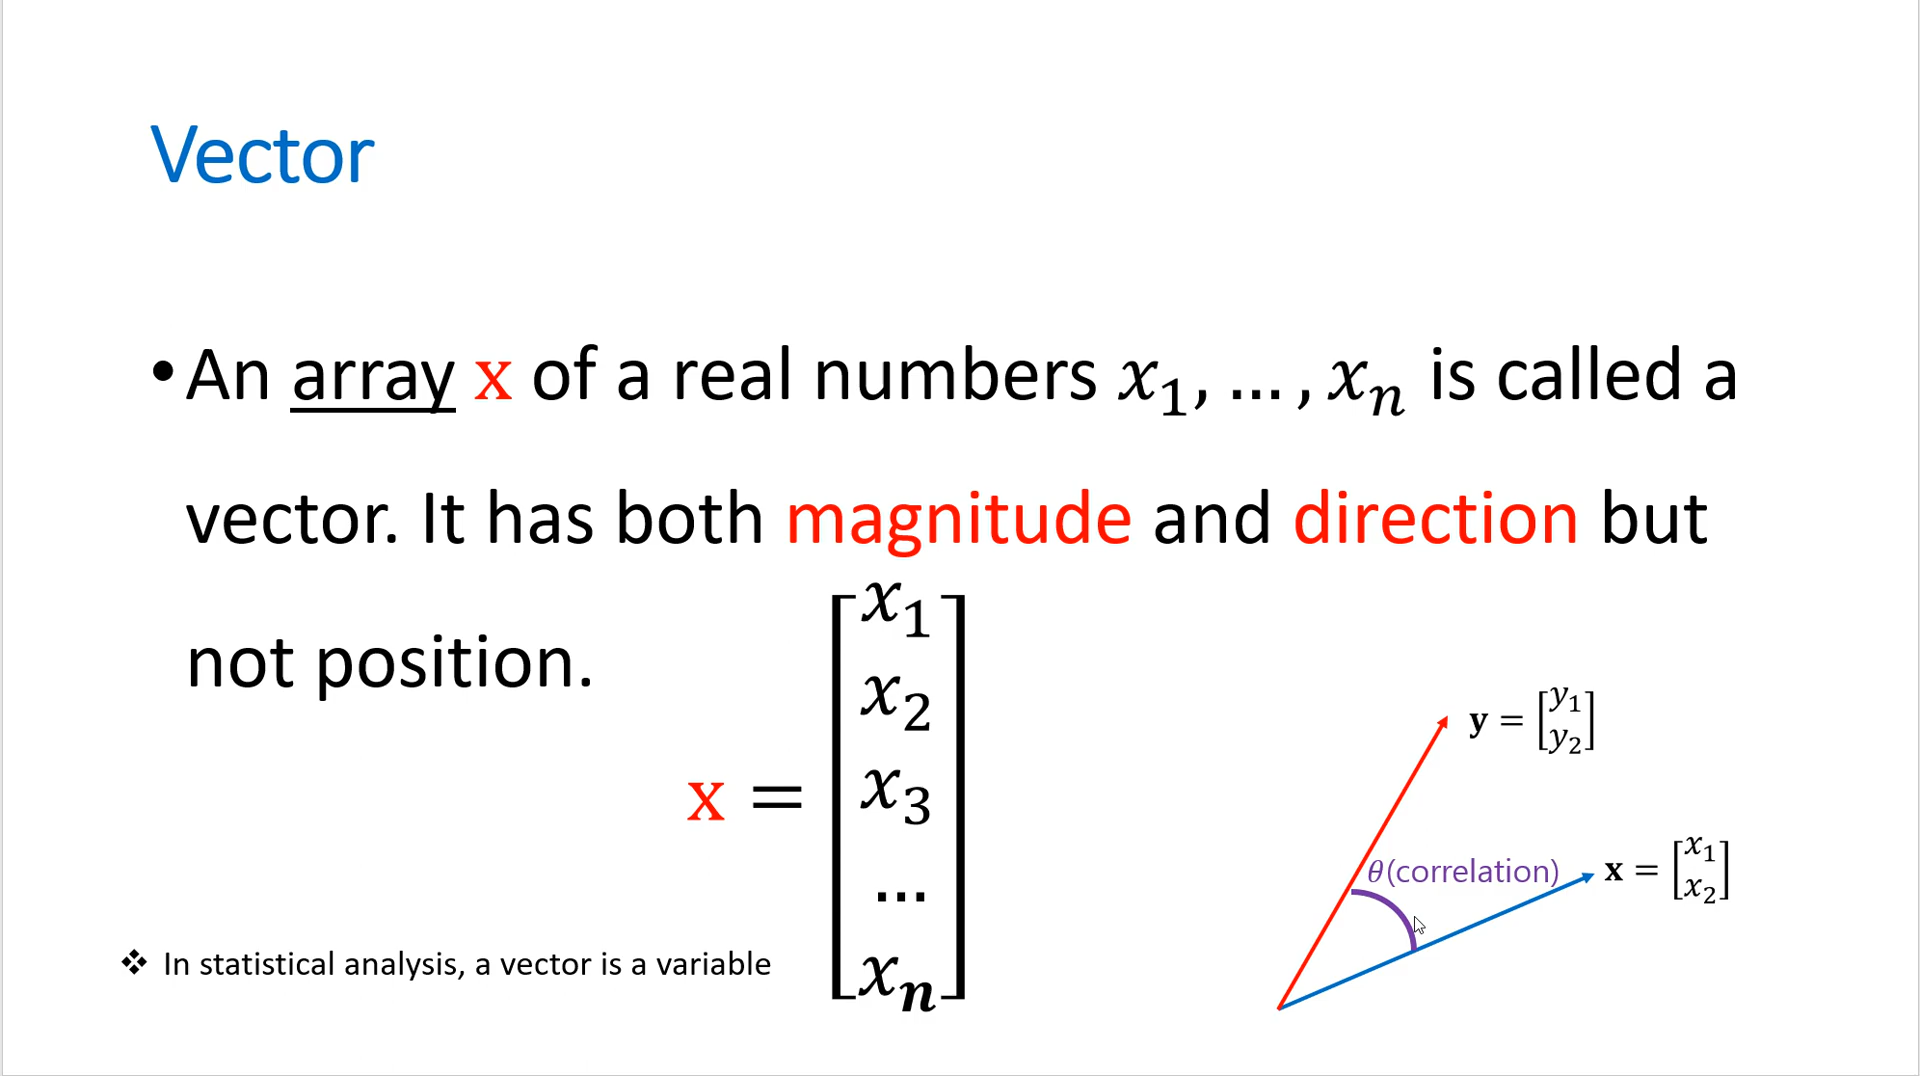 Vector
•An array x of a real numbers x₁, … , xₙ is called a
vector. It has both magnitude and direction but
not position.
x = [x₁
x₂
x₃
…
xₙ]
y = [y₁
y₂]
θ(correlation)
x = [x₁
x₂]
❖ In statistical analysis, a vector is a variable